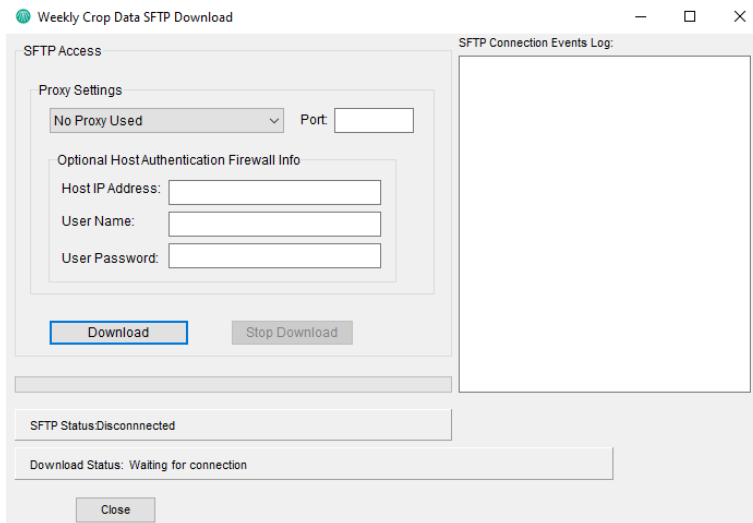 Weekly Crop Data SFTP Download
SFTP Access
SFTP Connection Events Log:
Proxy Settings
No Proxy Used
Port:
Optional Host Authentication Firewall Info
Host IP Address:
User Name:
User Password:
Download
Stop Download
SFTP Status:Disconnnected
Download Status: Waiting for connection
Close